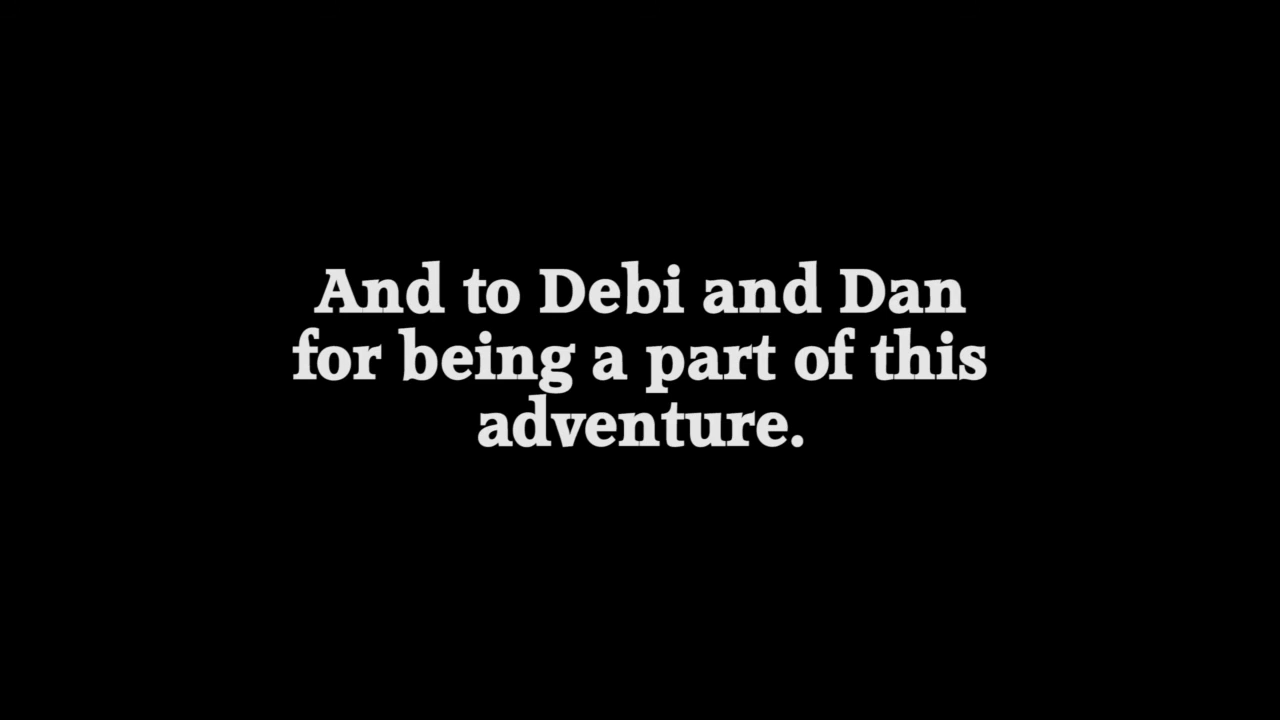 And to Debi and Dan
for being a part of this
adventure.